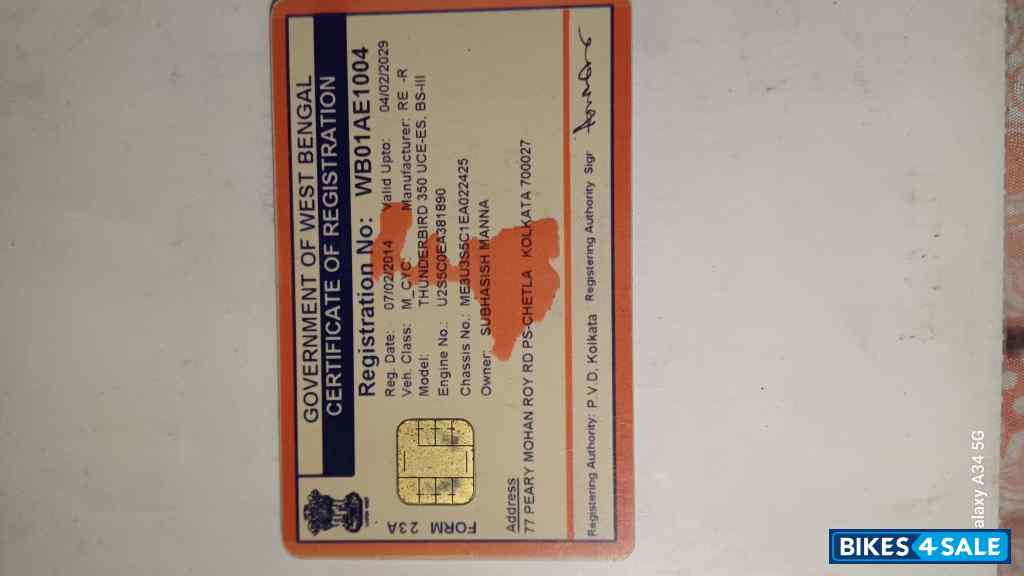 GOVERNMENT OF WEST BENGAL
CERTIFICATE OF REGISTRATION
Registration No: WB01AE1004
Reg. Date: 07/02/2014 Valid Upto: 04/02/2029
Veh. Class: M_CYC Manufacturer: RE -R
Model: THUNDERBIRD 350 UCE-ES, BS-III
Engine No.: U2S5C0EA381890
Chassis No.: ME3U3S5C1EA022425
Owner: SUBHASISH MANNA
FORM
23A
Address
77 PEARY MOHAN ROY RD PS-CHETLA KOLKATA 700027
Registering Authority: P.V.D, Kolkata Registering Authority Sigr
alaxy A34 5G
BIKES 4 SALE